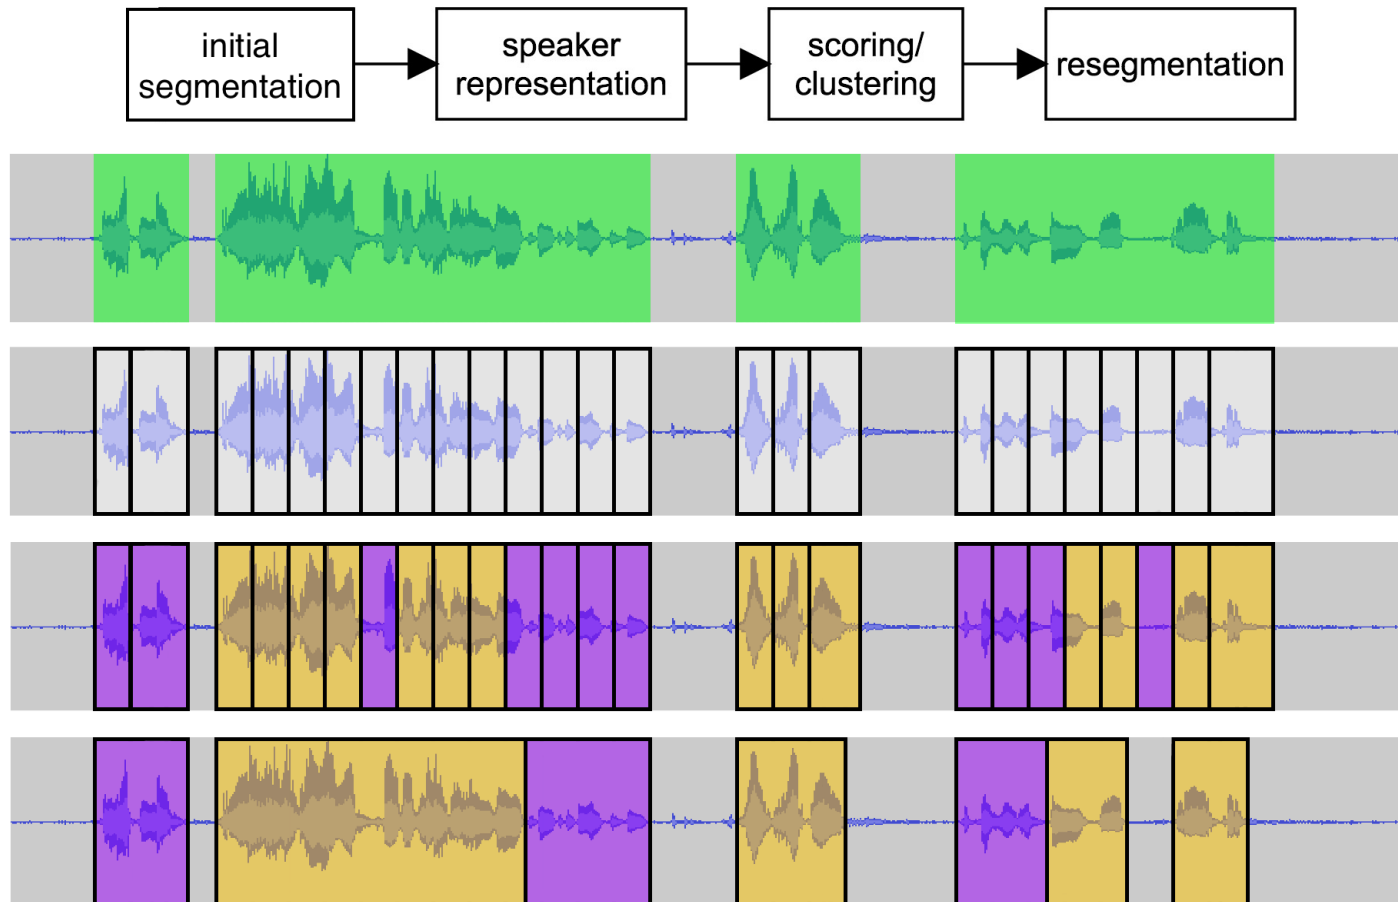 initial
segmentation
speaker
representation
scoring/
clustering
resegmentation